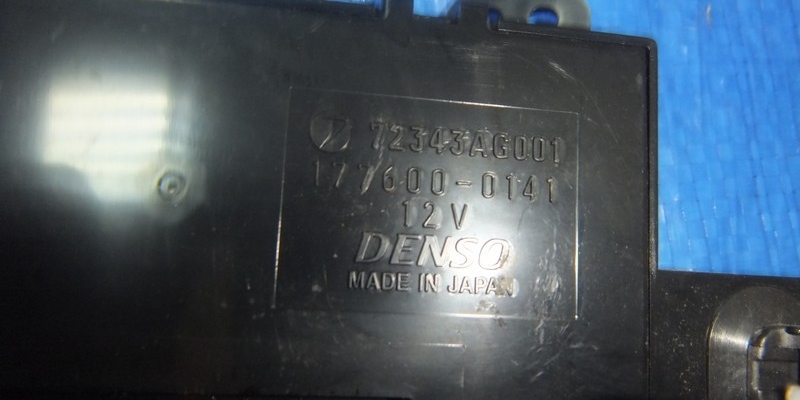 72343AG001
177600-0141
12V
DENSO
MADE IN JAPAN